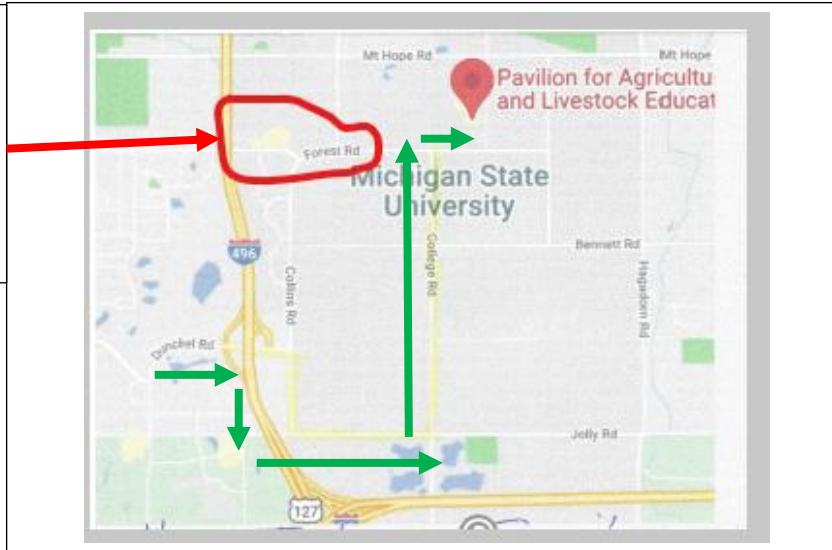 Mt Hope Rd
Mt Hope
Pavilion for Agricultu
and Livestock Educat
Forest Rd
Michigan State
University
496
Bennett Rd
Collins Rd
College Rd
Hagadorn Rd
Dunckel Rd
Jolly Rd
127